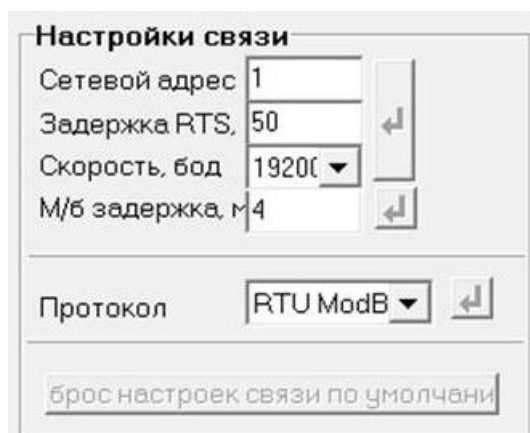 Настройки связи
Сетевой адрес 1
Задержка RTS, 50
Скорость, бод 1920(
М/б задержка, м 4
Протокол RTU ModB
брос настроек связи по умолчани